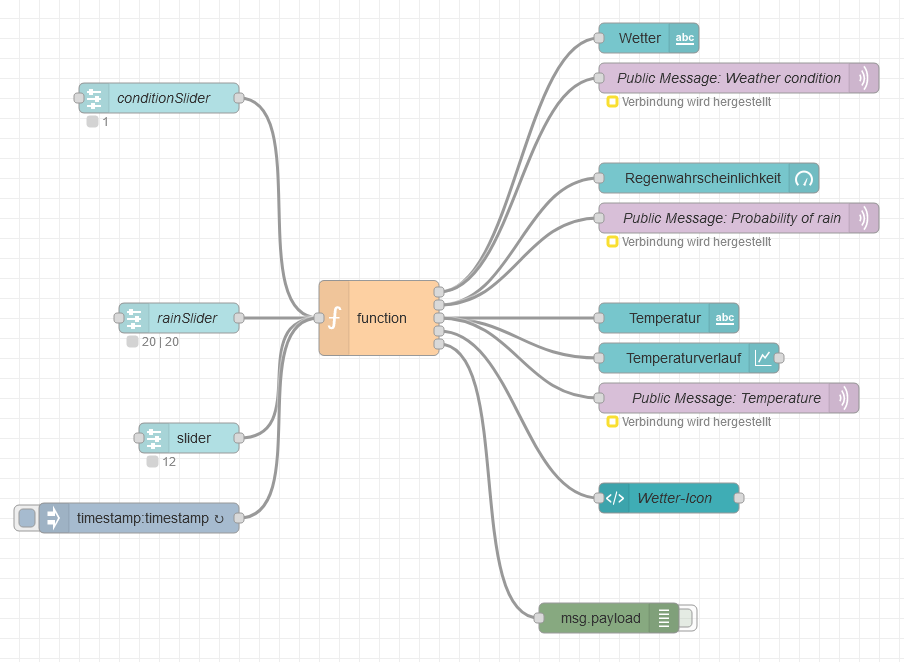 Wetter abc
conditionSlider
Public Message: Weather condition
Verbindung wird hergestellt
1
Regenwahrscheinlichkeit
Public Message: Probability of rain
Verbindung wird hergestellt
rainSlider
20 | 20
function
Temperatur abc
Temperaturverlauf
Public Message: Temperature
Verbindung wird hergestellt
slider
12
Wetter-Icon
timestamp:timestamp ↻
msg.payload